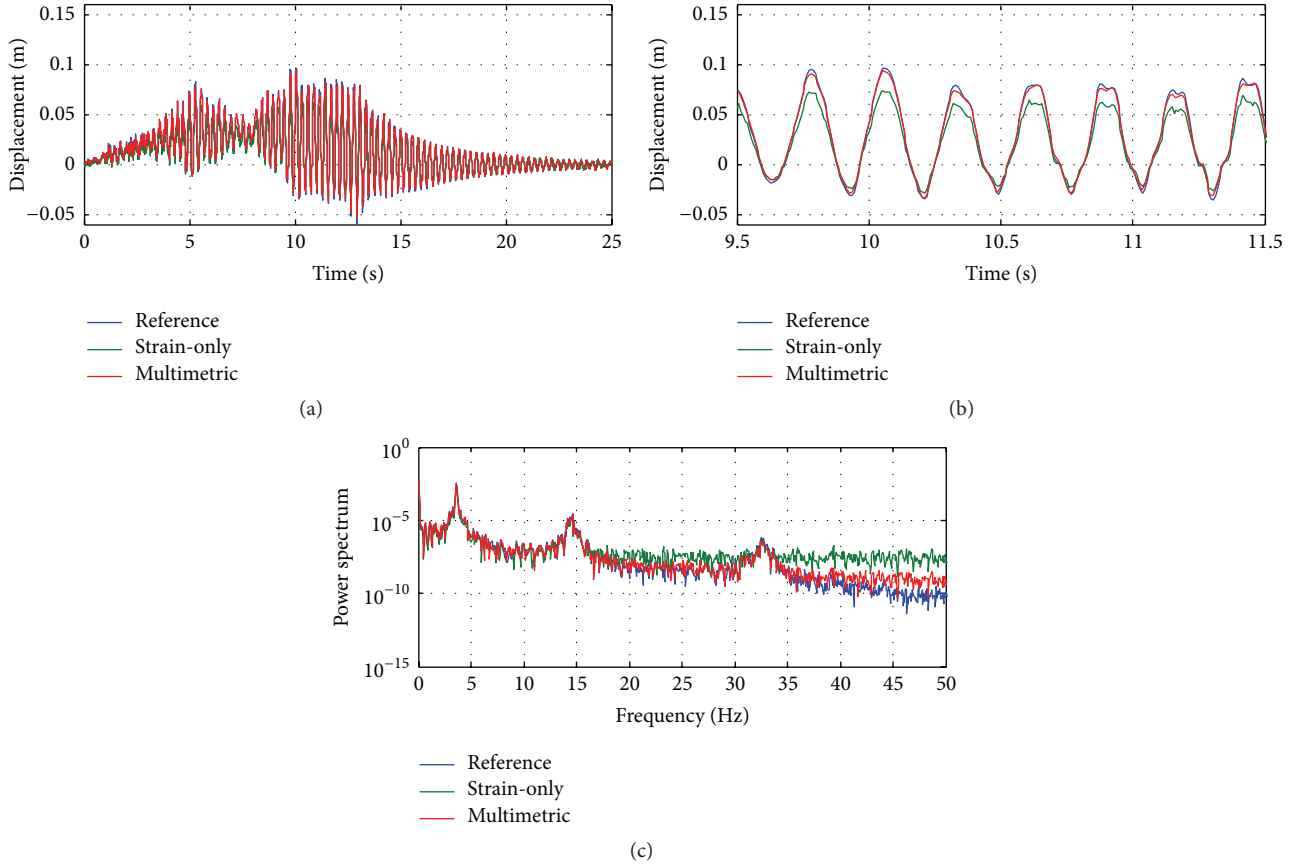 0.15
0.1
0.05
0
−0.05
Displacement (m)
0 5 10 15 20 25
Time (s)
Reference
Strain-only
Multimetric
(a)
0.15
0.1
0.05
0
−0.05
Displacement (m)
9.5 10 10.5 11 11.5
Time (s)
Reference
Strain-only
Multimetric
(b)
10^0
10^−5
10^−10
10^−15
Power spectrum
0 5 10 15 20 25 30 35 40 45 50
Frequency (Hz)
Reference
Strain-only
Multimetric
(c)